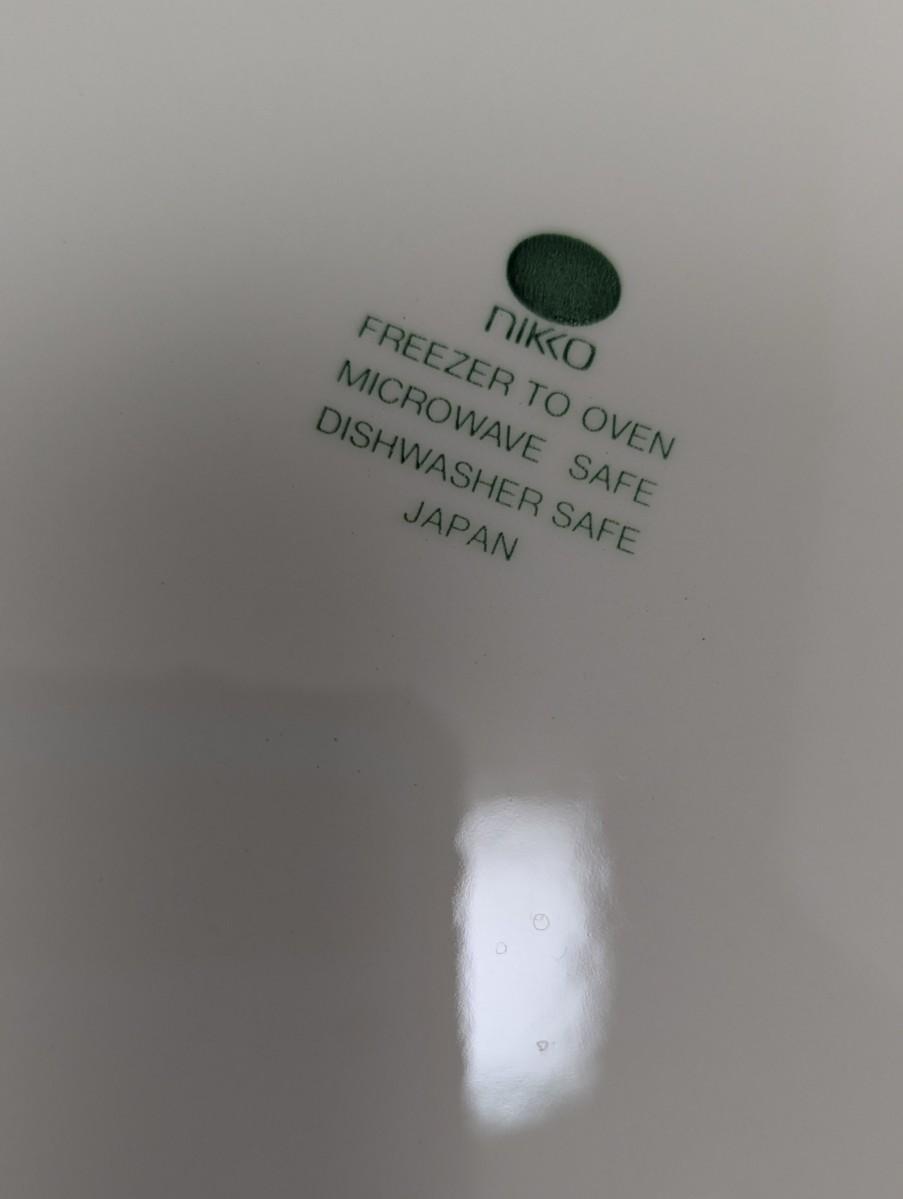 nikko
FREEZER TO OVEN
MICROWAVE SAFE
DISHWASHER SAFE
JAPAN